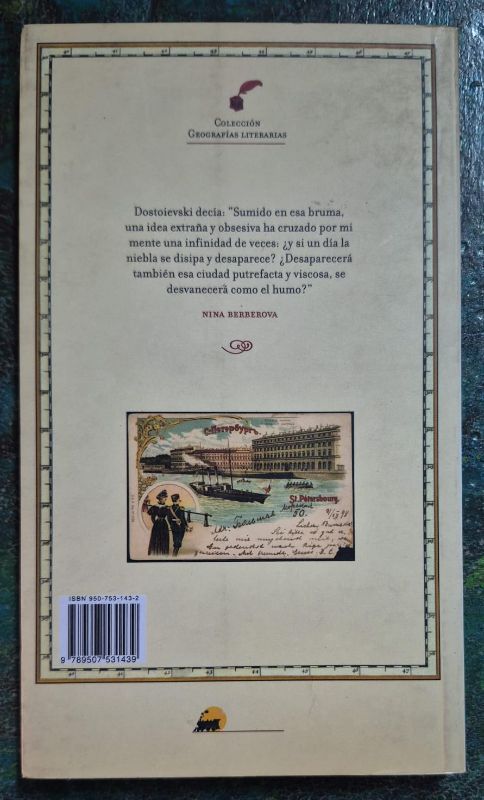 Colección
Geografías literarias
Dostoievski decía: "Sumido en esa bruma,
una idea extraña y obsesiva ha cruzado por mi
mente una infinidad de veces: ¿y si un día la
niebla se disipa y desaparece? ¿Desaparecerá
también esa ciudad putrefacta y viscosa, se
desvanecerá como el humo?"
NINA BERBEROVA
С-Петербургъ.
St. Pétersbourg.
ISBN 950-753-143-2
9 789507 531439